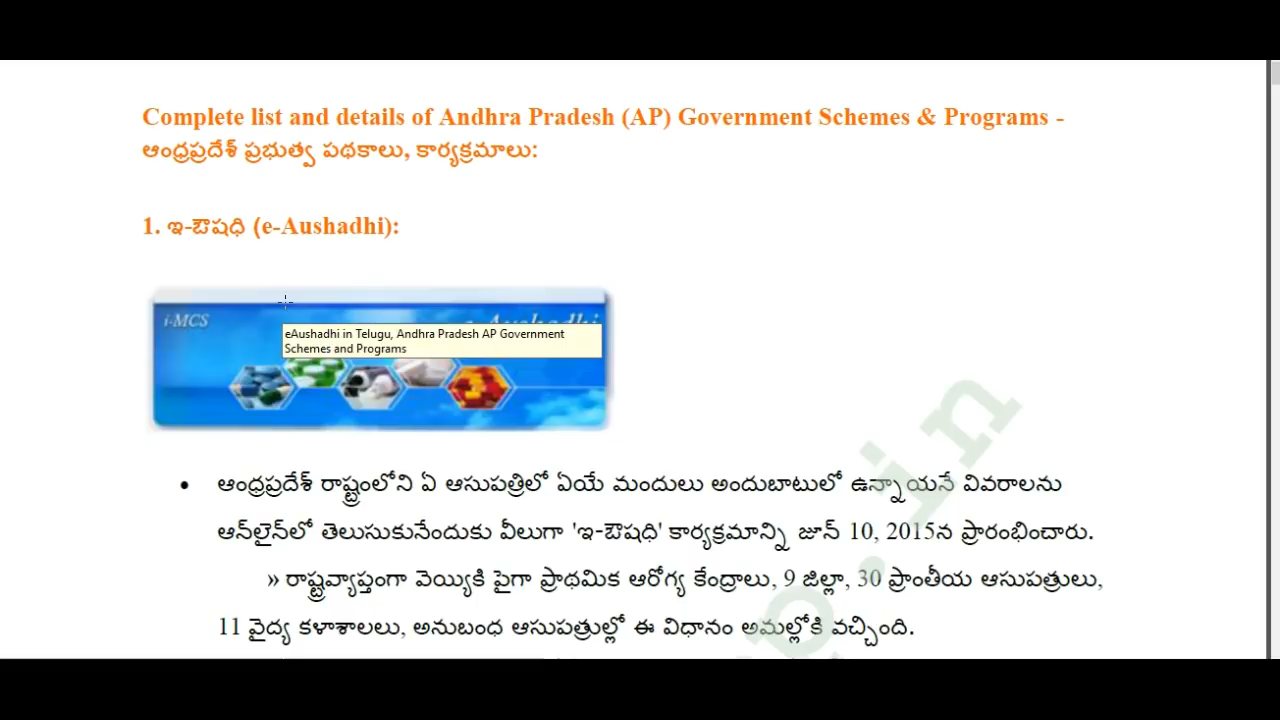 Complete list and details of Andhra Pradesh (AP) Government Schemes & Programs -
ఆంధ్రప్రదేశ్ ప్రభుత్వ పథకాలు, కార్యక్రమాలు:
1. ఇ-ఔషధి (e-Aushadhi):
i-MCS
eAushadhi in Telugu, Andhra Pradesh AP Government
Schemes and Programs
• ఆంధ్రప్రదేశ్ రాష్ట్రంలోని ఏ ఆసుపత్రిలో ఏయే మందులు అందుబాటులో ఉన్నాయనే వివరాలను
ఆన్‌లైన్‌లో తెలుసుకునేందుకు వీలుగా 'ఇ-ఔషధి' కార్యక్రమాన్ని జూన్ 10, 2015న ప్రారంభించారు.
» రాష్ట్రవ్యాప్తంగా వెయ్యికి పైగా ప్రాథమిక ఆరోగ్య కేంద్రాలు, 9 జిల్లా, 30 ప్రాంతీయ ఆసుపత్రులు,
11 వైద్య కళాశాలలు, అనుబంధ ఆసుపత్రుల్లో ఈ విధానం అమల్లోకి వచ్చింది.
p.in